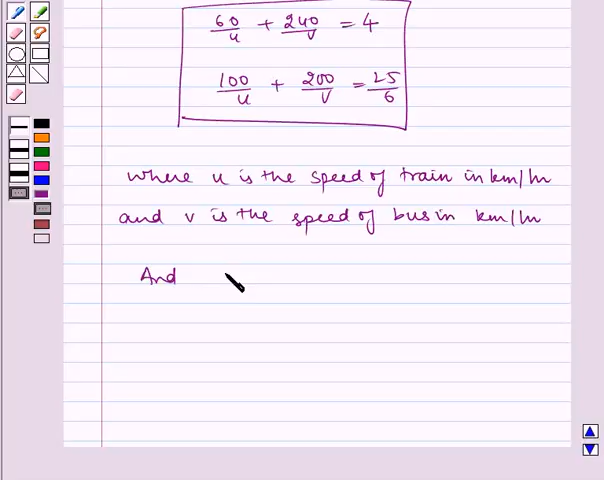 60/u + 240/v = 4
100/u + 200/v = 25/6
where u is the speed of train in km/hr
and v is the speed of bus in km/hr
And